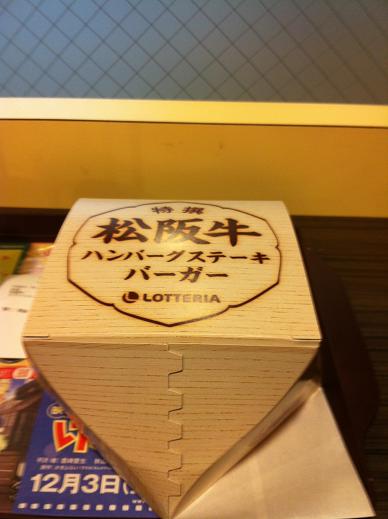 特撰
松阪牛
ハンバーグステーキ
バーガー
LOTTERIA
12月3日